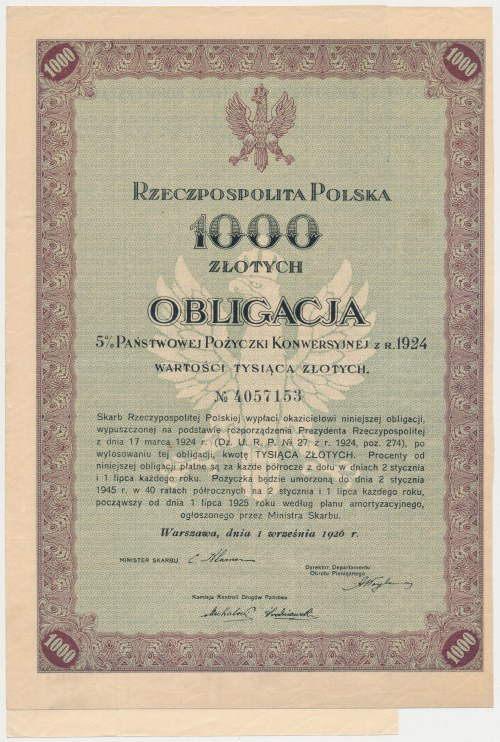 1000 1000
RZECZPOSPOLITA POLSKA
1000
ZŁOTYCH
OBLIGACJA
5% PAŃSTWOWEJ POŻYCZKI KONWERSYJNEJ Z R. 1924
WARTOŚCI TYSIĄCA ZŁOTYCH.
№ 4057153
Skarb Rzeczypospolitej Polskiej wypłaci okazicielowi niniejszej obligacji,
wypuszczonej na podstawie rozporządzenia Prezydenta Rzeczypospolitej
z dnia 17 marca 1924 r. (Dz. U. R. P. № 27, z r. 1924, poz. 274), po
wylosowaniu tej obligacji, kwotę TYSIĄCA ZŁOTYCH. Procenty od
niniejszej obligacji płatne są za każde półrocze z dołu w dniach 2 stycznia
i 1 lipca każdego roku. Pożyczka będzie umorzoną do dnia 2 stycznia
1945 r. w 40 ratach półrocznych na 2 stycznia i 1 lipca każdego roku,
począwszy od dnia 1 lipca 1925 roku według planu amortyzacyjnego,
ogłoszonego przez Ministra Skarbu.
Warszawa, dnia 1 września 1926 r.
MINISTER SKARBU
Dyrektor Departamentu
Obrotu Pieniężnego
Komisja Kontroli Długów Państwa
1000 1000